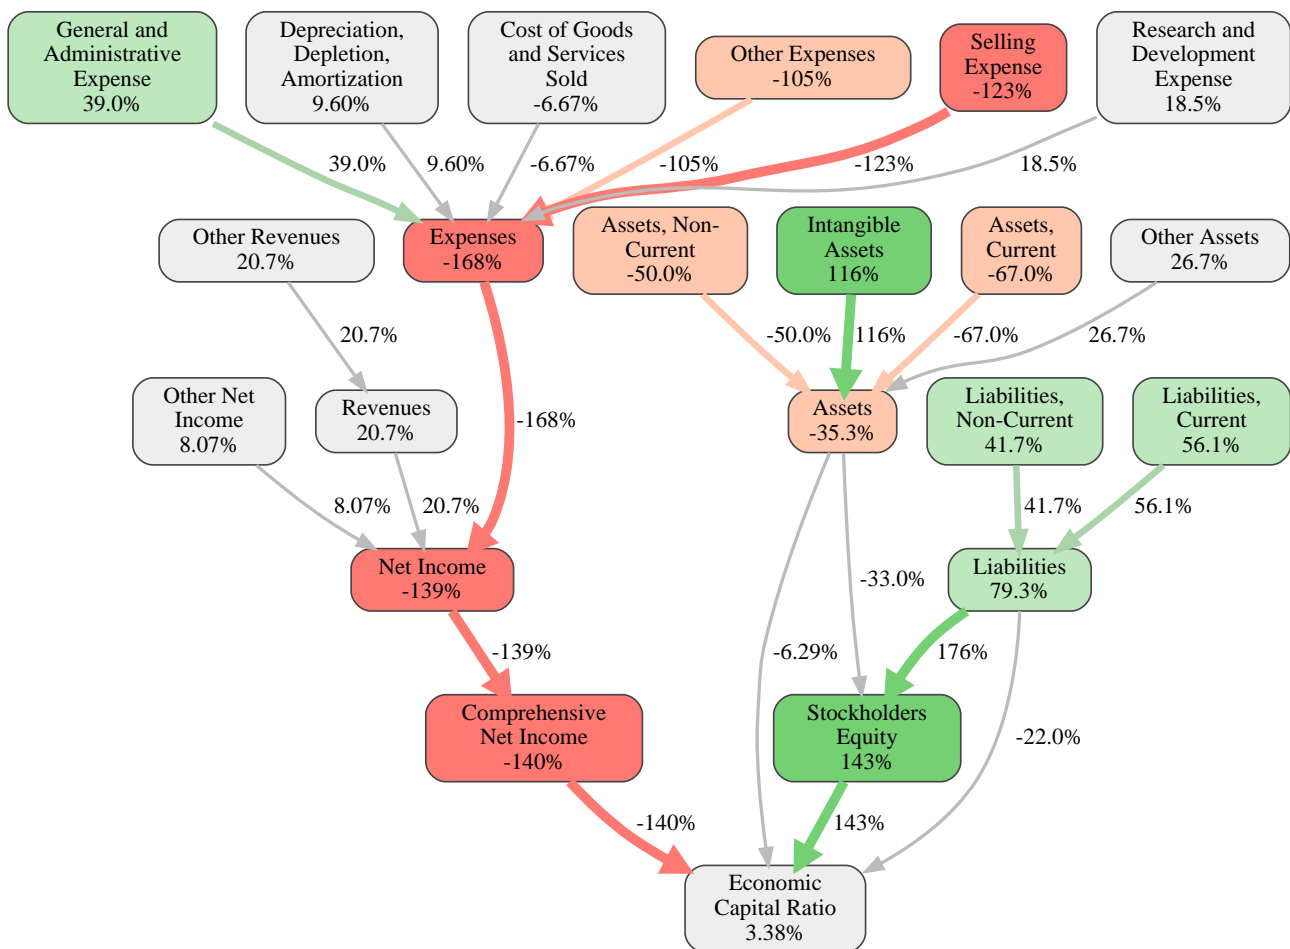 General and
Administrative
Expense
39.0%
Depreciation,
Depletion,
Amortization
9.60%
Cost of Goods
and Services
Sold
-6.67%
Other Expenses
-105%
Selling
Expense
-123%
Research and
Development
Expense
18.5%
39.0%
9.60%
-6.67%
-105%
-123%
18.5%
Other Revenues
20.7%
Expenses
-168%
Assets, Non-
Current
-50.0%
Intangible
Assets
116%
Assets,
Current
-67.0%
Other Assets
26.7%
20.7%
-50.0%
116%
-67.0%
26.7%
Other Net
Income
8.07%
Revenues
20.7%
-168%
Assets
-35.3%
Liabilities,
Non-Current
41.7%
Liabilities,
Current
56.1%
8.07%
20.7%
41.7%
56.1%
Net Income
-139%
-33.0%
Liabilities
79.3%
-139%
-6.29%
176%
Comprehensive
Net Income
-140%
Stockholders
Equity
143%
-22.0%
-140%
143%
Economic
Capital Ratio
3.38%